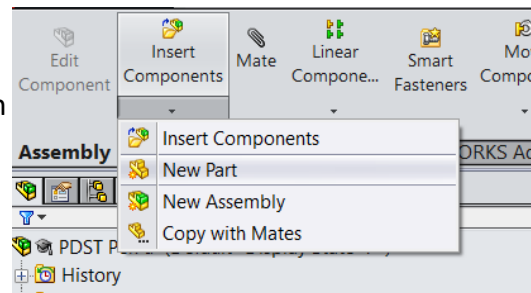 Edit
Component
Insert
Components
Mate
Linear
Compone...
Smart
Fasteners
Mo
Compo
Insert Components
Assembly
ORKS Ad
New Part
New Assembly
Copy with Mates
PDST P
History